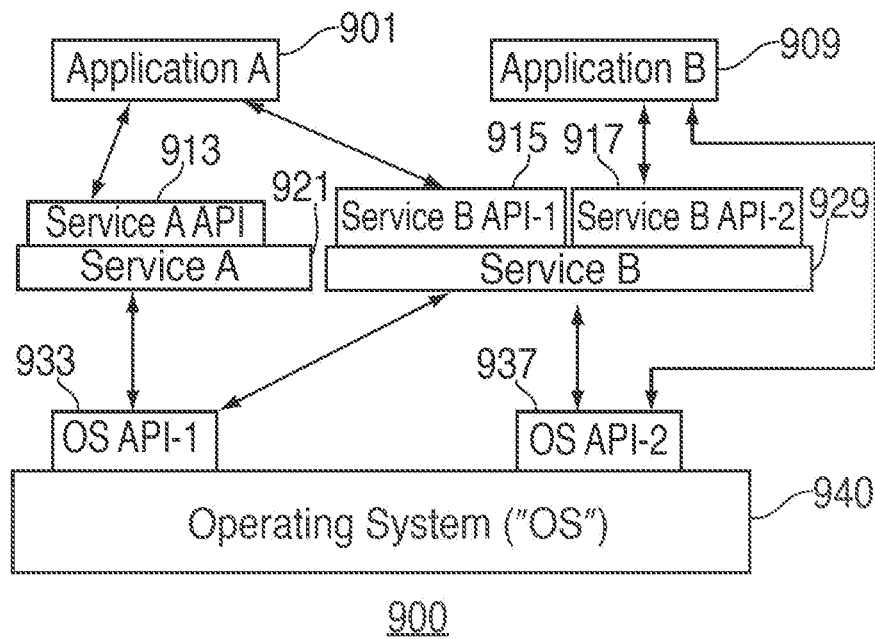 901
909
Application A
Application B
913
915
917
921
929
Service A API
Service B API-1
Service B API-2
Service A
Service B
933
937
OS API-1
OS API-2
940
Operating System ("OS")
900